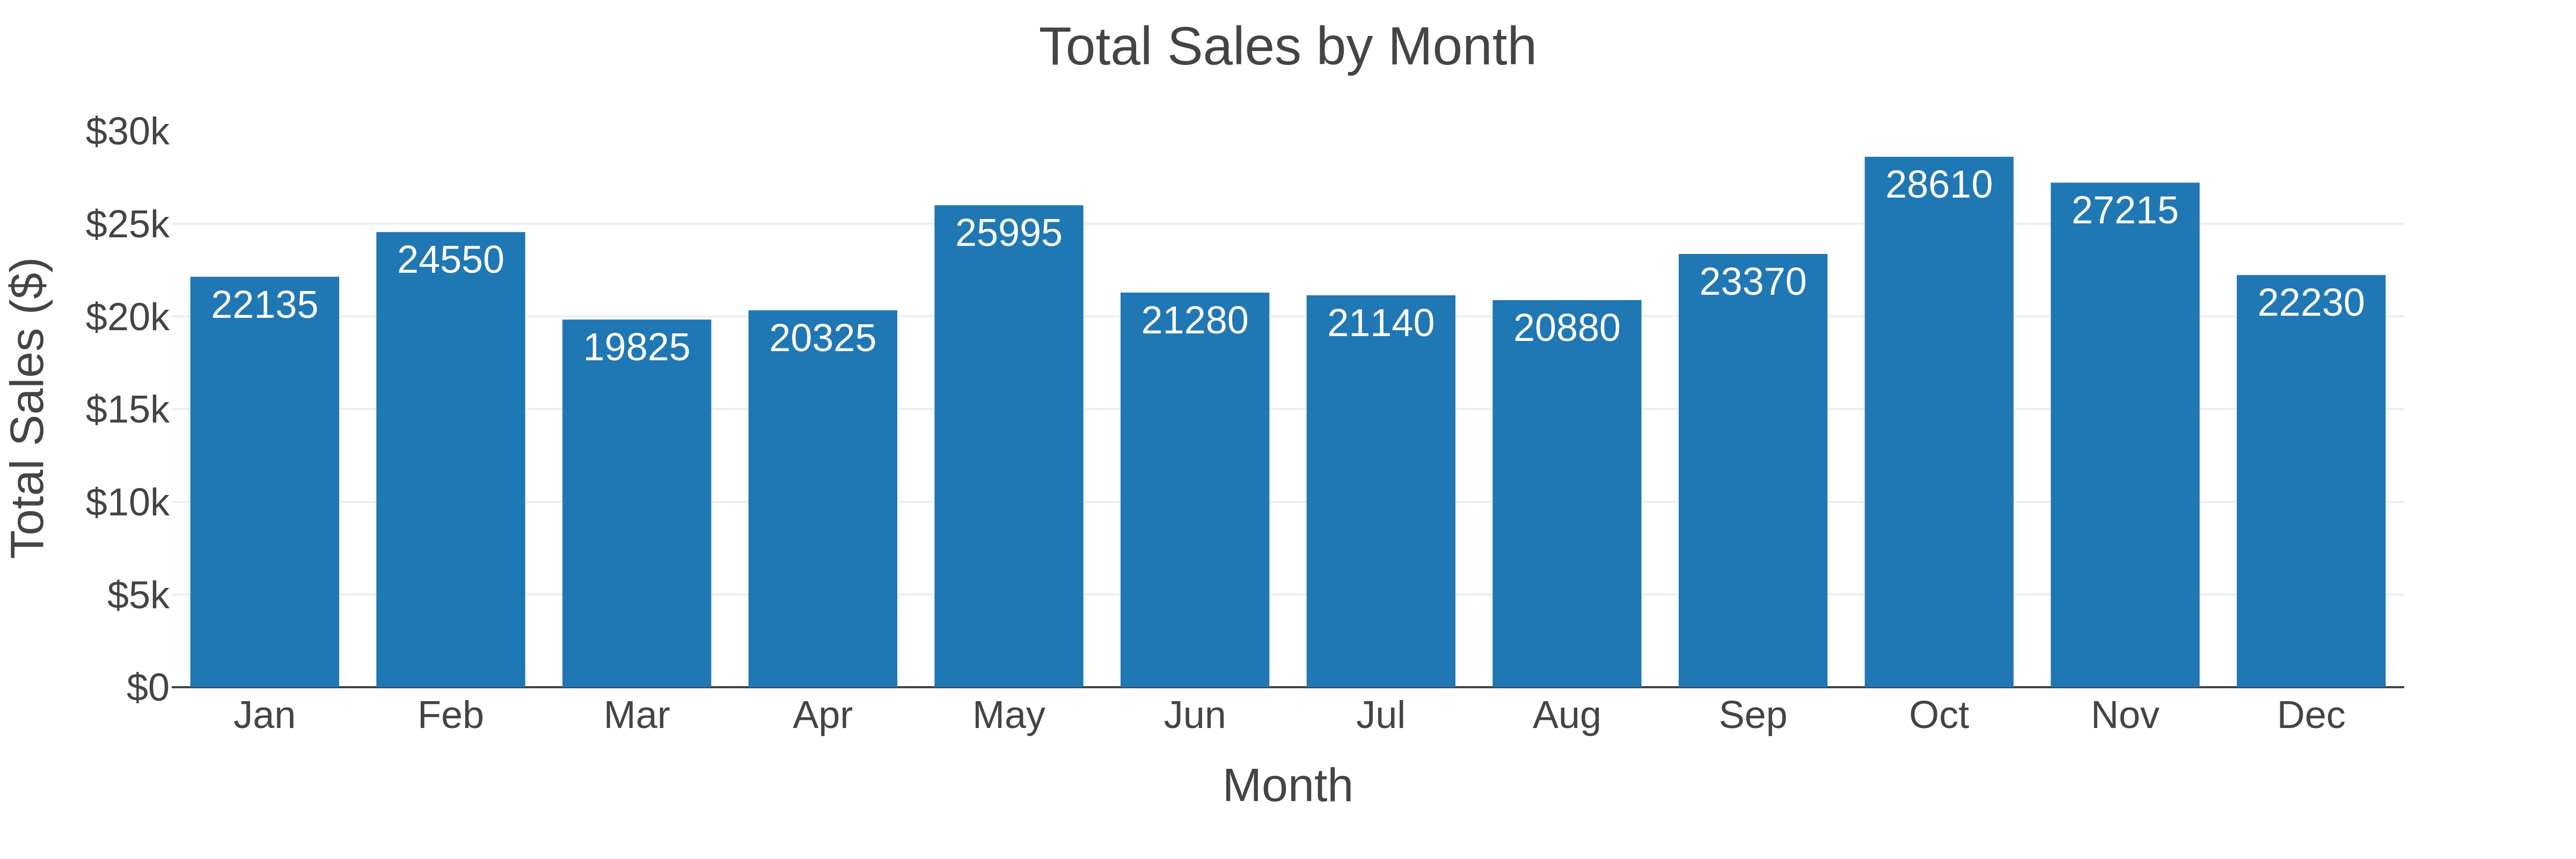 Total Sales by Month
Total Sales ($)
$30k
$25k
$20k
$15k
$10k
$5k
$0
22135
24550
19825
20325
25995
21280
21140
20880
23370
28610
27215
22230
Jan Feb Mar Apr May Jun Jul Aug Sep Oct Nov Dec
Month